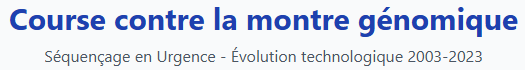 Course contre la montre génomique
Séquençage en Urgence - Évolution technologique 2003-2023